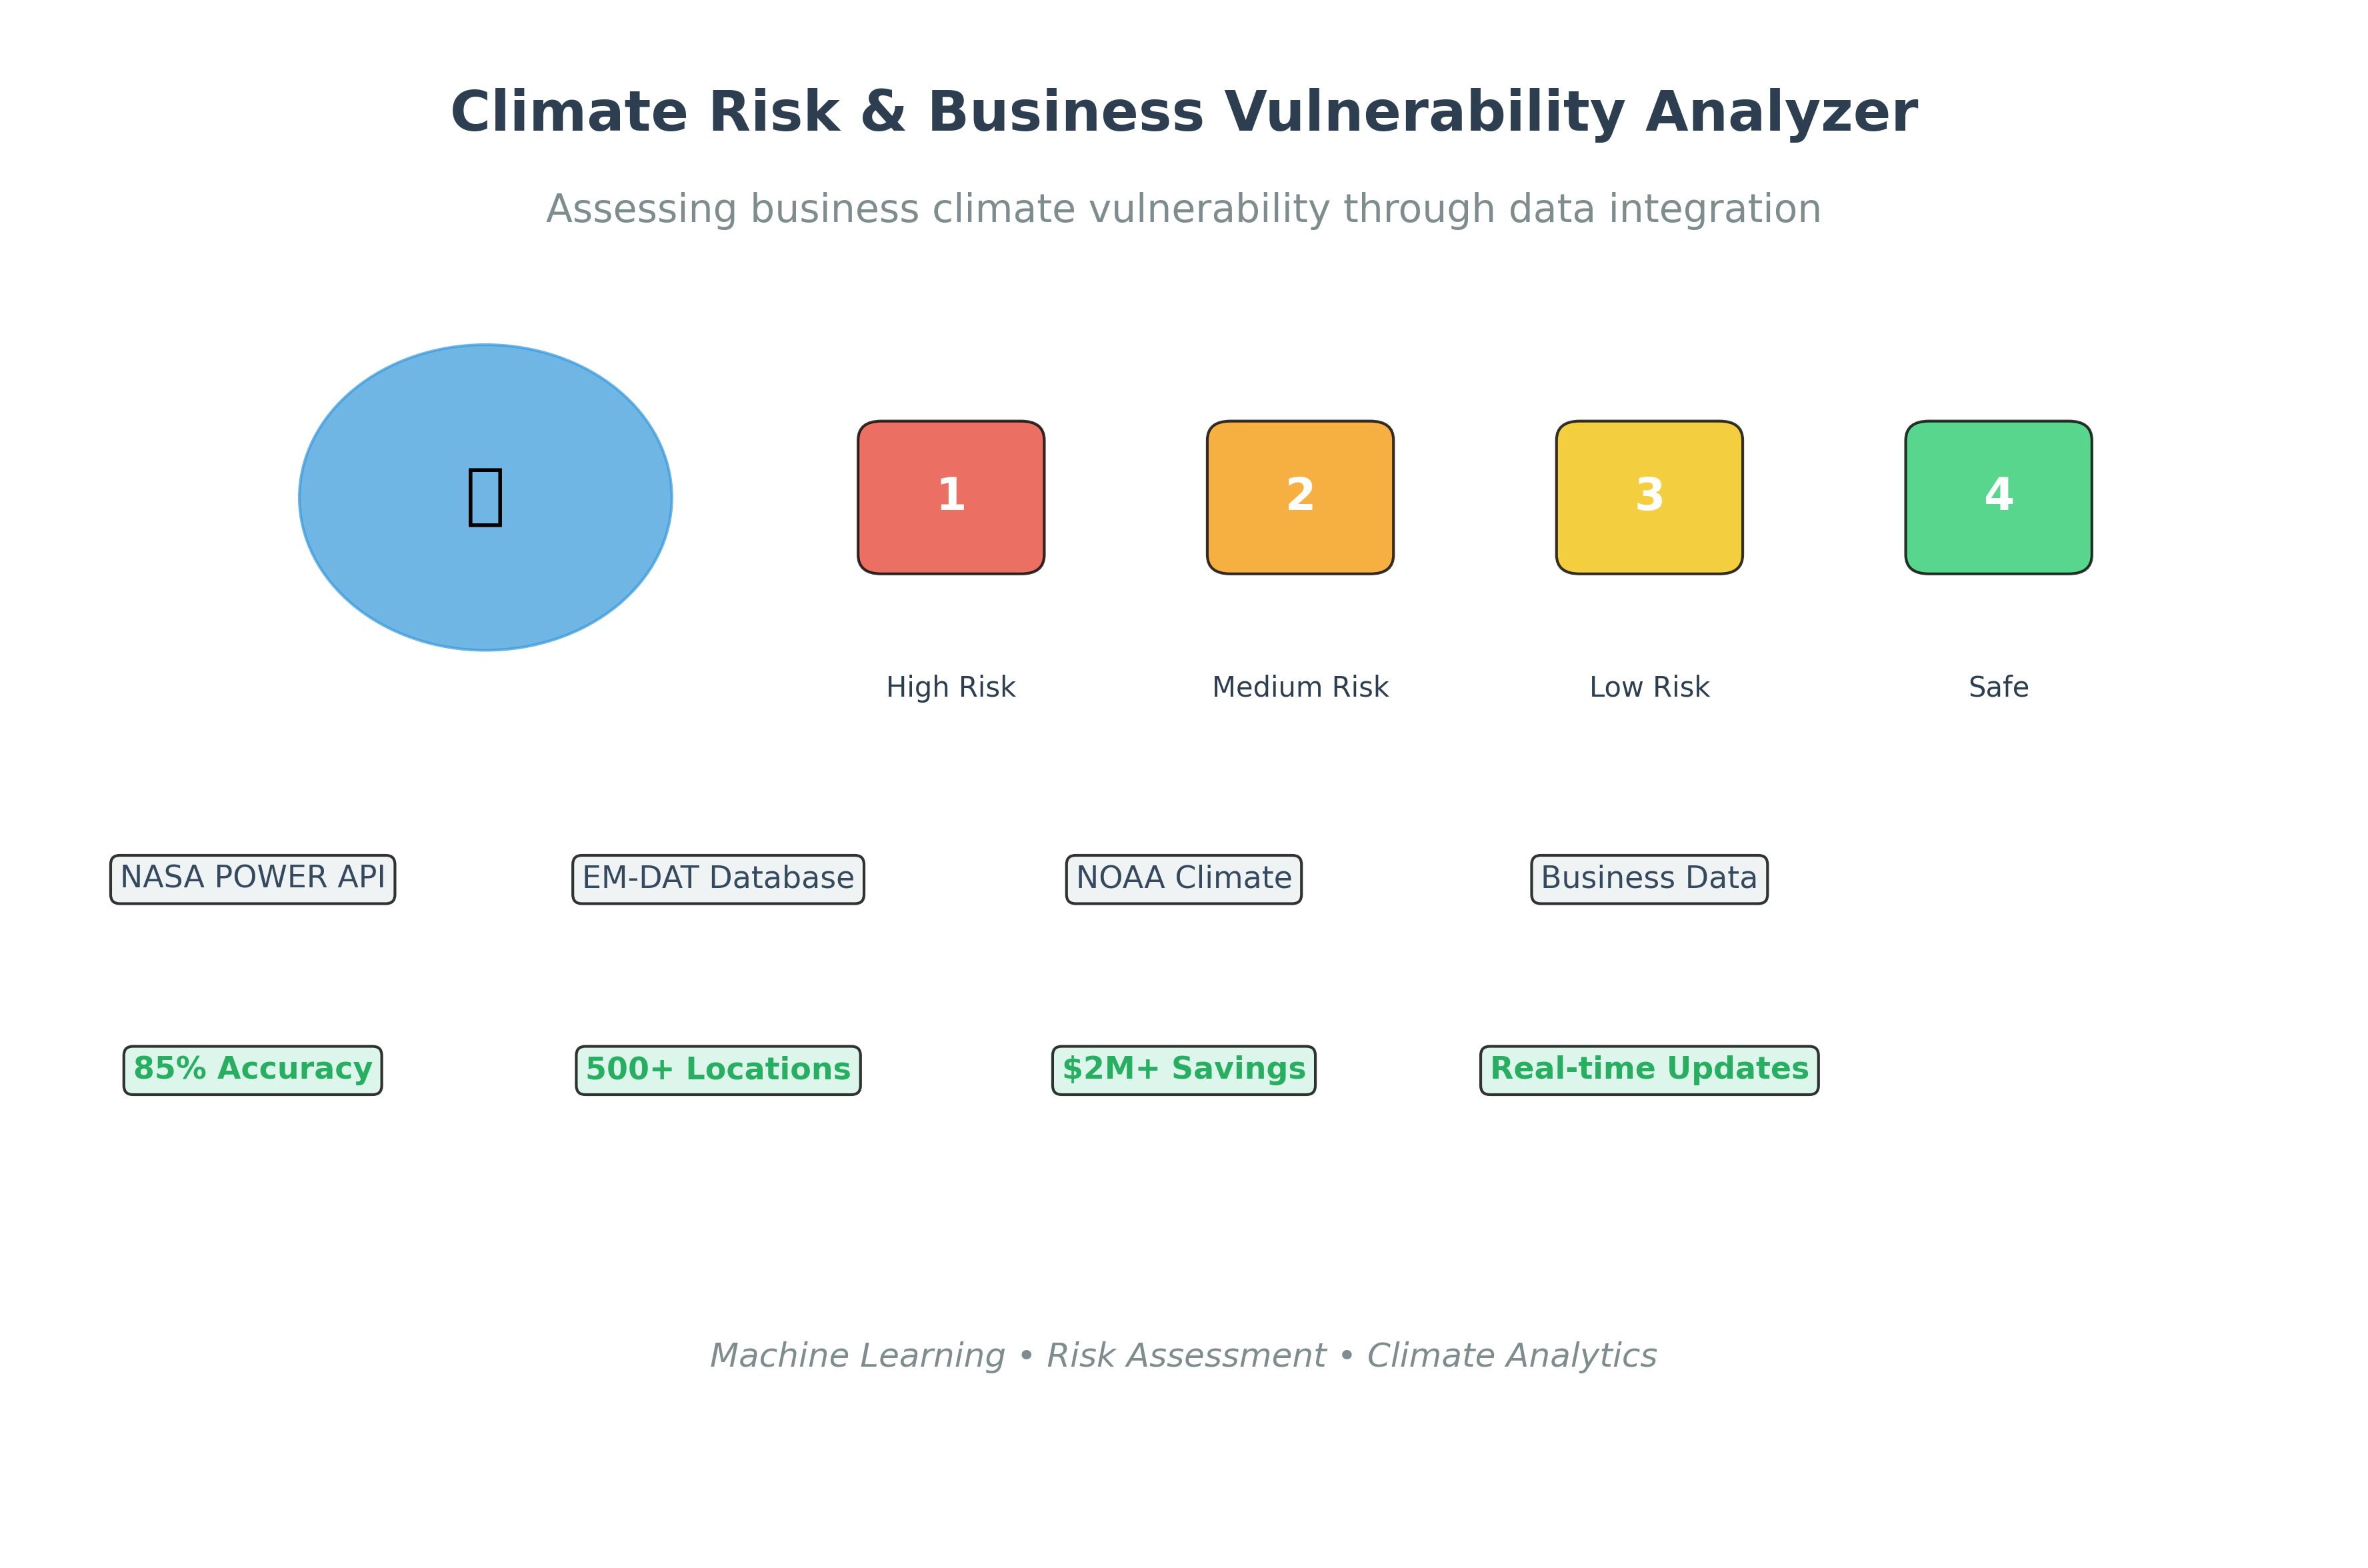 Climate Risk & Business Vulnerability Analyzer
Assessing business climate vulnerability through data integration
1 2 3 4
High Risk Medium Risk Low Risk Safe
NASA POWER API EM-DAT Database NOAA Climate Business Data
85% Accuracy 500+ Locations $2M+ Savings Real-time Updates
Machine Learning • Risk Assessment • Climate Analytics